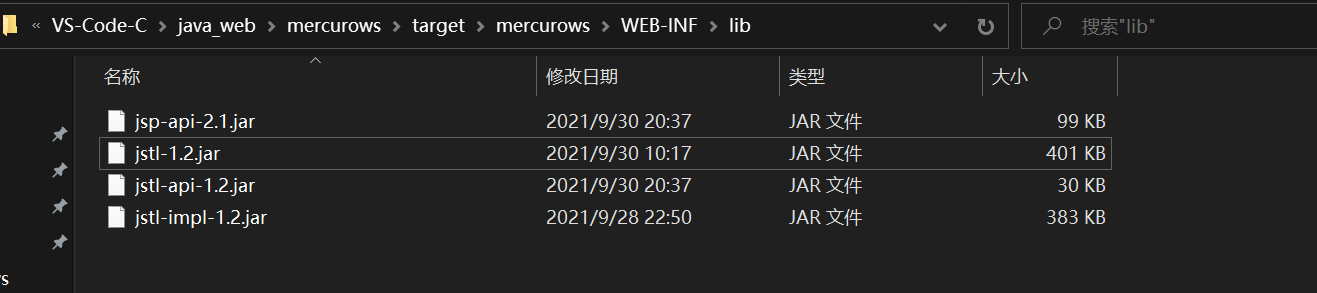 « VS-Code-C > java_web > mercurows > target > mercurows > WEB-INF > lib 搜索"lib"
名称 修改日期 类型 大小
jsp-api-2.1.jar 2021/9/30 20:37 JAR 文件 99 KB
jstl-1.2.jar 2021/9/30 10:17 JAR 文件 401 KB
jstl-api-1.2.jar 2021/9/30 20:37 JAR 文件 30 KB
jstl-impl-1.2.jar 2021/9/28 22:50 JAR 文件 383 KB